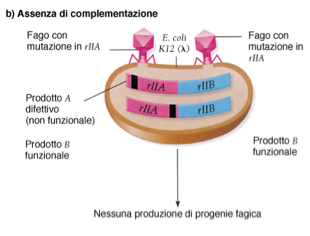 b) Assenza di complementazione
Fago con
mutazione in rIIA
E. coli
K12 (λ)
Fago con
mutazione in
rIIA
rIIA
rIIB
rIIA
rIIB
Prodotto A
difettivo
(non funzionale)
Prodotto B
funzionale
Prodotto B
funzionale
Nessuna produzione di progenie fagica